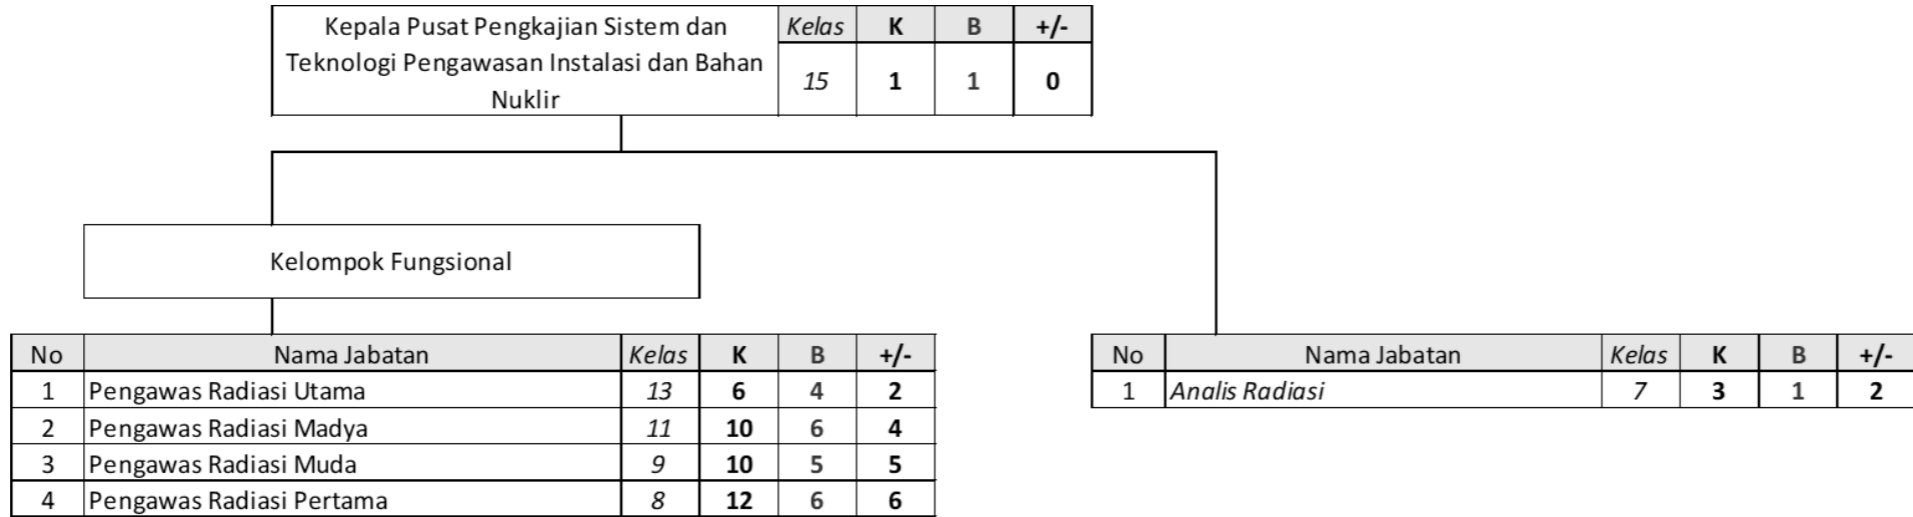 Kepala Pusat Pengkajian Sistem dan
Teknologi Pengawasan Instalasi dan Bahan
Nuklir
Kelas K B +/-
15 1 1 0
Kelompok Fungsional
No Nama Jabatan Kelas K B +/-
1 Pengawas Radiasi Utama 13 6 4 2
2 Pengawas Radiasi Madya 11 10 6 4
3 Pengawas Radiasi Muda 9 10 5 5
4 Pengawas Radiasi Pertama 8 12 6 6
No Nama Jabatan Kelas K B +/-
1 Analis Radiasi 7 3 1 2